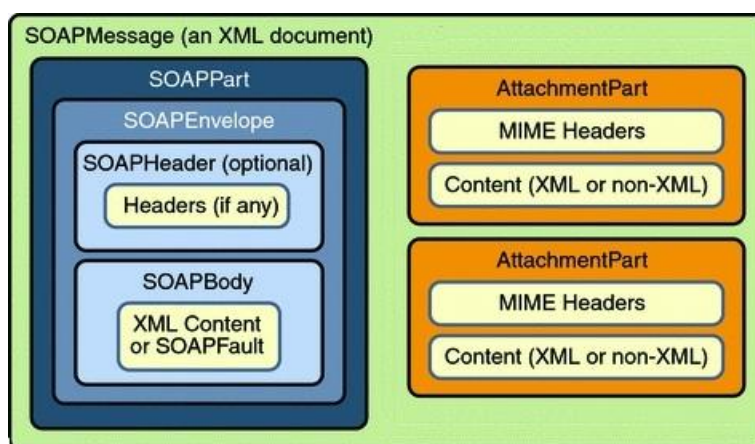 SOAPMessage (an XML document)
SOAPPart
SOAPEnvelope
SOAPHeader (optional)
Headers (if any)
SOAPBody
XML Content
or SOAPFault
AttachmentPart
MIME Headers
Content (XML or non-XML)
AttachmentPart
MIME Headers
Content (XML or non-XML)